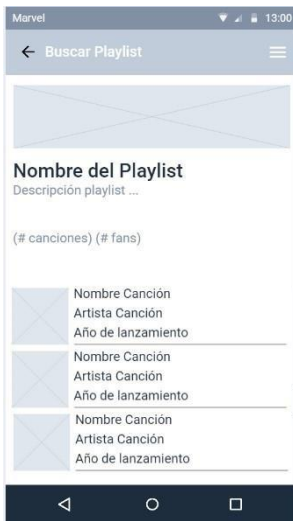 Marvel 13:00
Buscar Playlist
Nombre del Playlist
Descripción playlist ...
(# canciones) (# fans)
Nombre Canción
Artista Canción
Año de lanzamiento
Nombre Canción
Artista Canción
Año de lanzamiento
Nombre Canción
Artista Canción
Año de lanzamiento